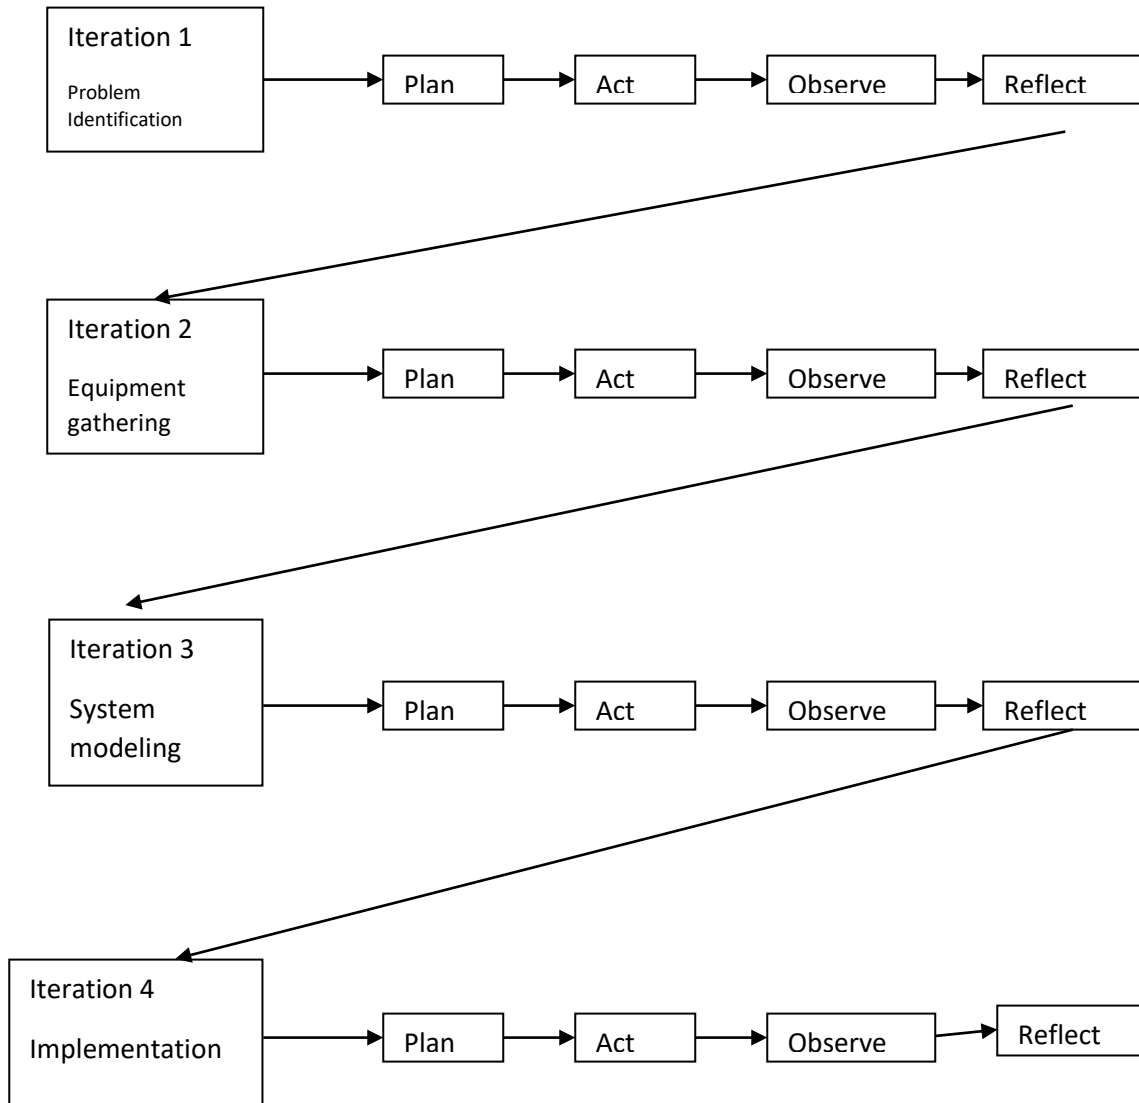 Iteration 1
Problem
Identification
Plan
Act
Observe
Reflect
Iteration 2
Equipment
gathering
Plan
Act
Observe
Reflect
Iteration 3
System
modeling
Plan
Act
Observe
Reflect
Iteration 4
Implementation
Plan
Act
Observe
Reflect